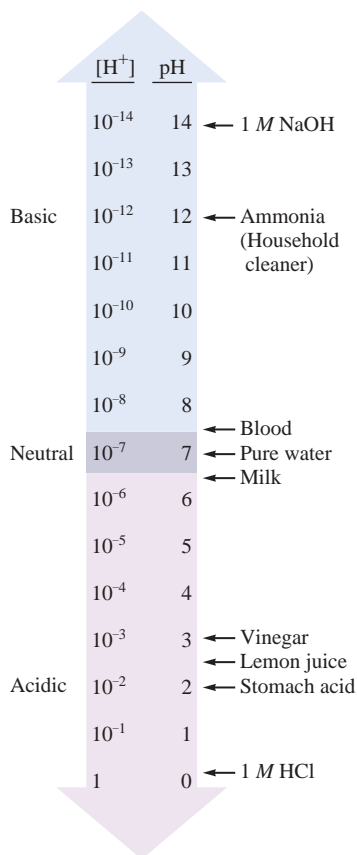 [H⁺] pH
10⁻¹⁴ 14 1 M NaOH
10⁻¹³ 13
Basic 10⁻¹² 12 Ammonia
(Household
cleaner)
10⁻¹¹ 11
10⁻¹⁰ 10
10⁻⁹ 9
10⁻⁸ 8
Blood
Neutral 10⁻⁷ 7 Pure water
Milk
10⁻⁶ 6
10⁻⁵ 5
10⁻⁴ 4
10⁻³ 3 Vinegar
Lemon juice
Acidic 10⁻² 2 Stomach acid
10⁻¹ 1
1 0 1 M HCl